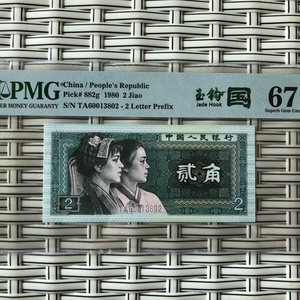 PMG
China / People's Republic
Pick# 882g 1980 2 Jiao
S/N TA60013802 - 2 Letter Prefix
PER MONEY GUARANTY
玉钩国
Jade Hook
67
Superb Gem Unc
中国人民银行
贰角
TA60013802
2
2